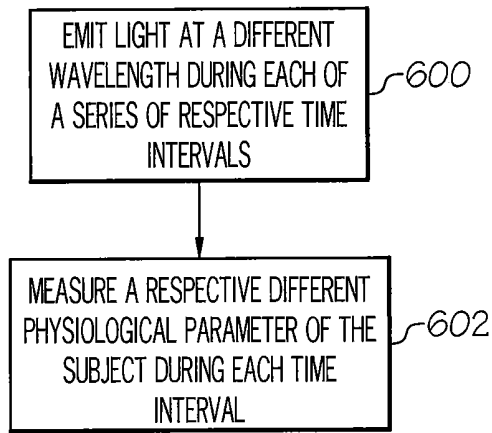 EMIT LIGHT AT A DIFFERENT
WAVELENGTH DURING EACH OF
A SERIES OF RESPECTIVE TIME
INTERVALS
600
MEASURE A RESPECTIVE DIFFERENT
PHYSIOLOGICAL PARAMETER OF THE
SUBJECT DURING EACH TIME
INTERVAL
602